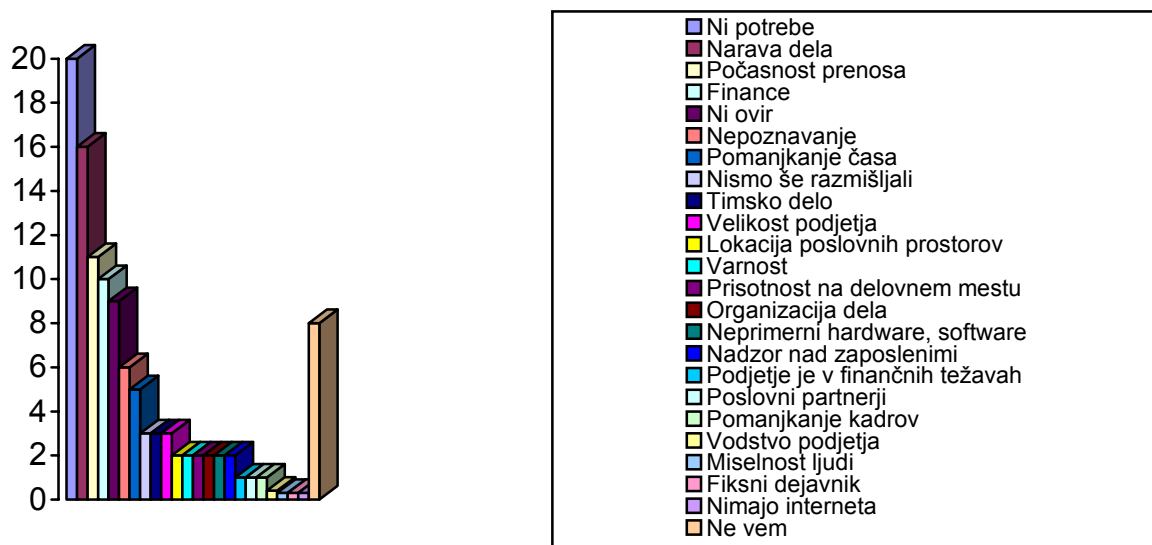 20
18
16
14
12
10
8
6
4
2
0
Ni potrebe
Narava dela
Počasnost prenosa
Finance
Ni ovir
Nepoznavanje
Pomanjkanje časa
Nismo še razmišljali
Timsko delo
Velikost podjetja
Lokacija poslovnih prostorov
Varnost
Prisotnost na delovnem mestu
Organizacija dela
Neprimerni hardware, software
Nadzor nad zaposlenimi
Podjetje je v finančnih težavah
Poslovni partnerji
Pomanjkanje kadrov
Vodstvo podjetja
Miselnost ljudi
Fiksni dejavnik
Nimajo interneta
Ne vem